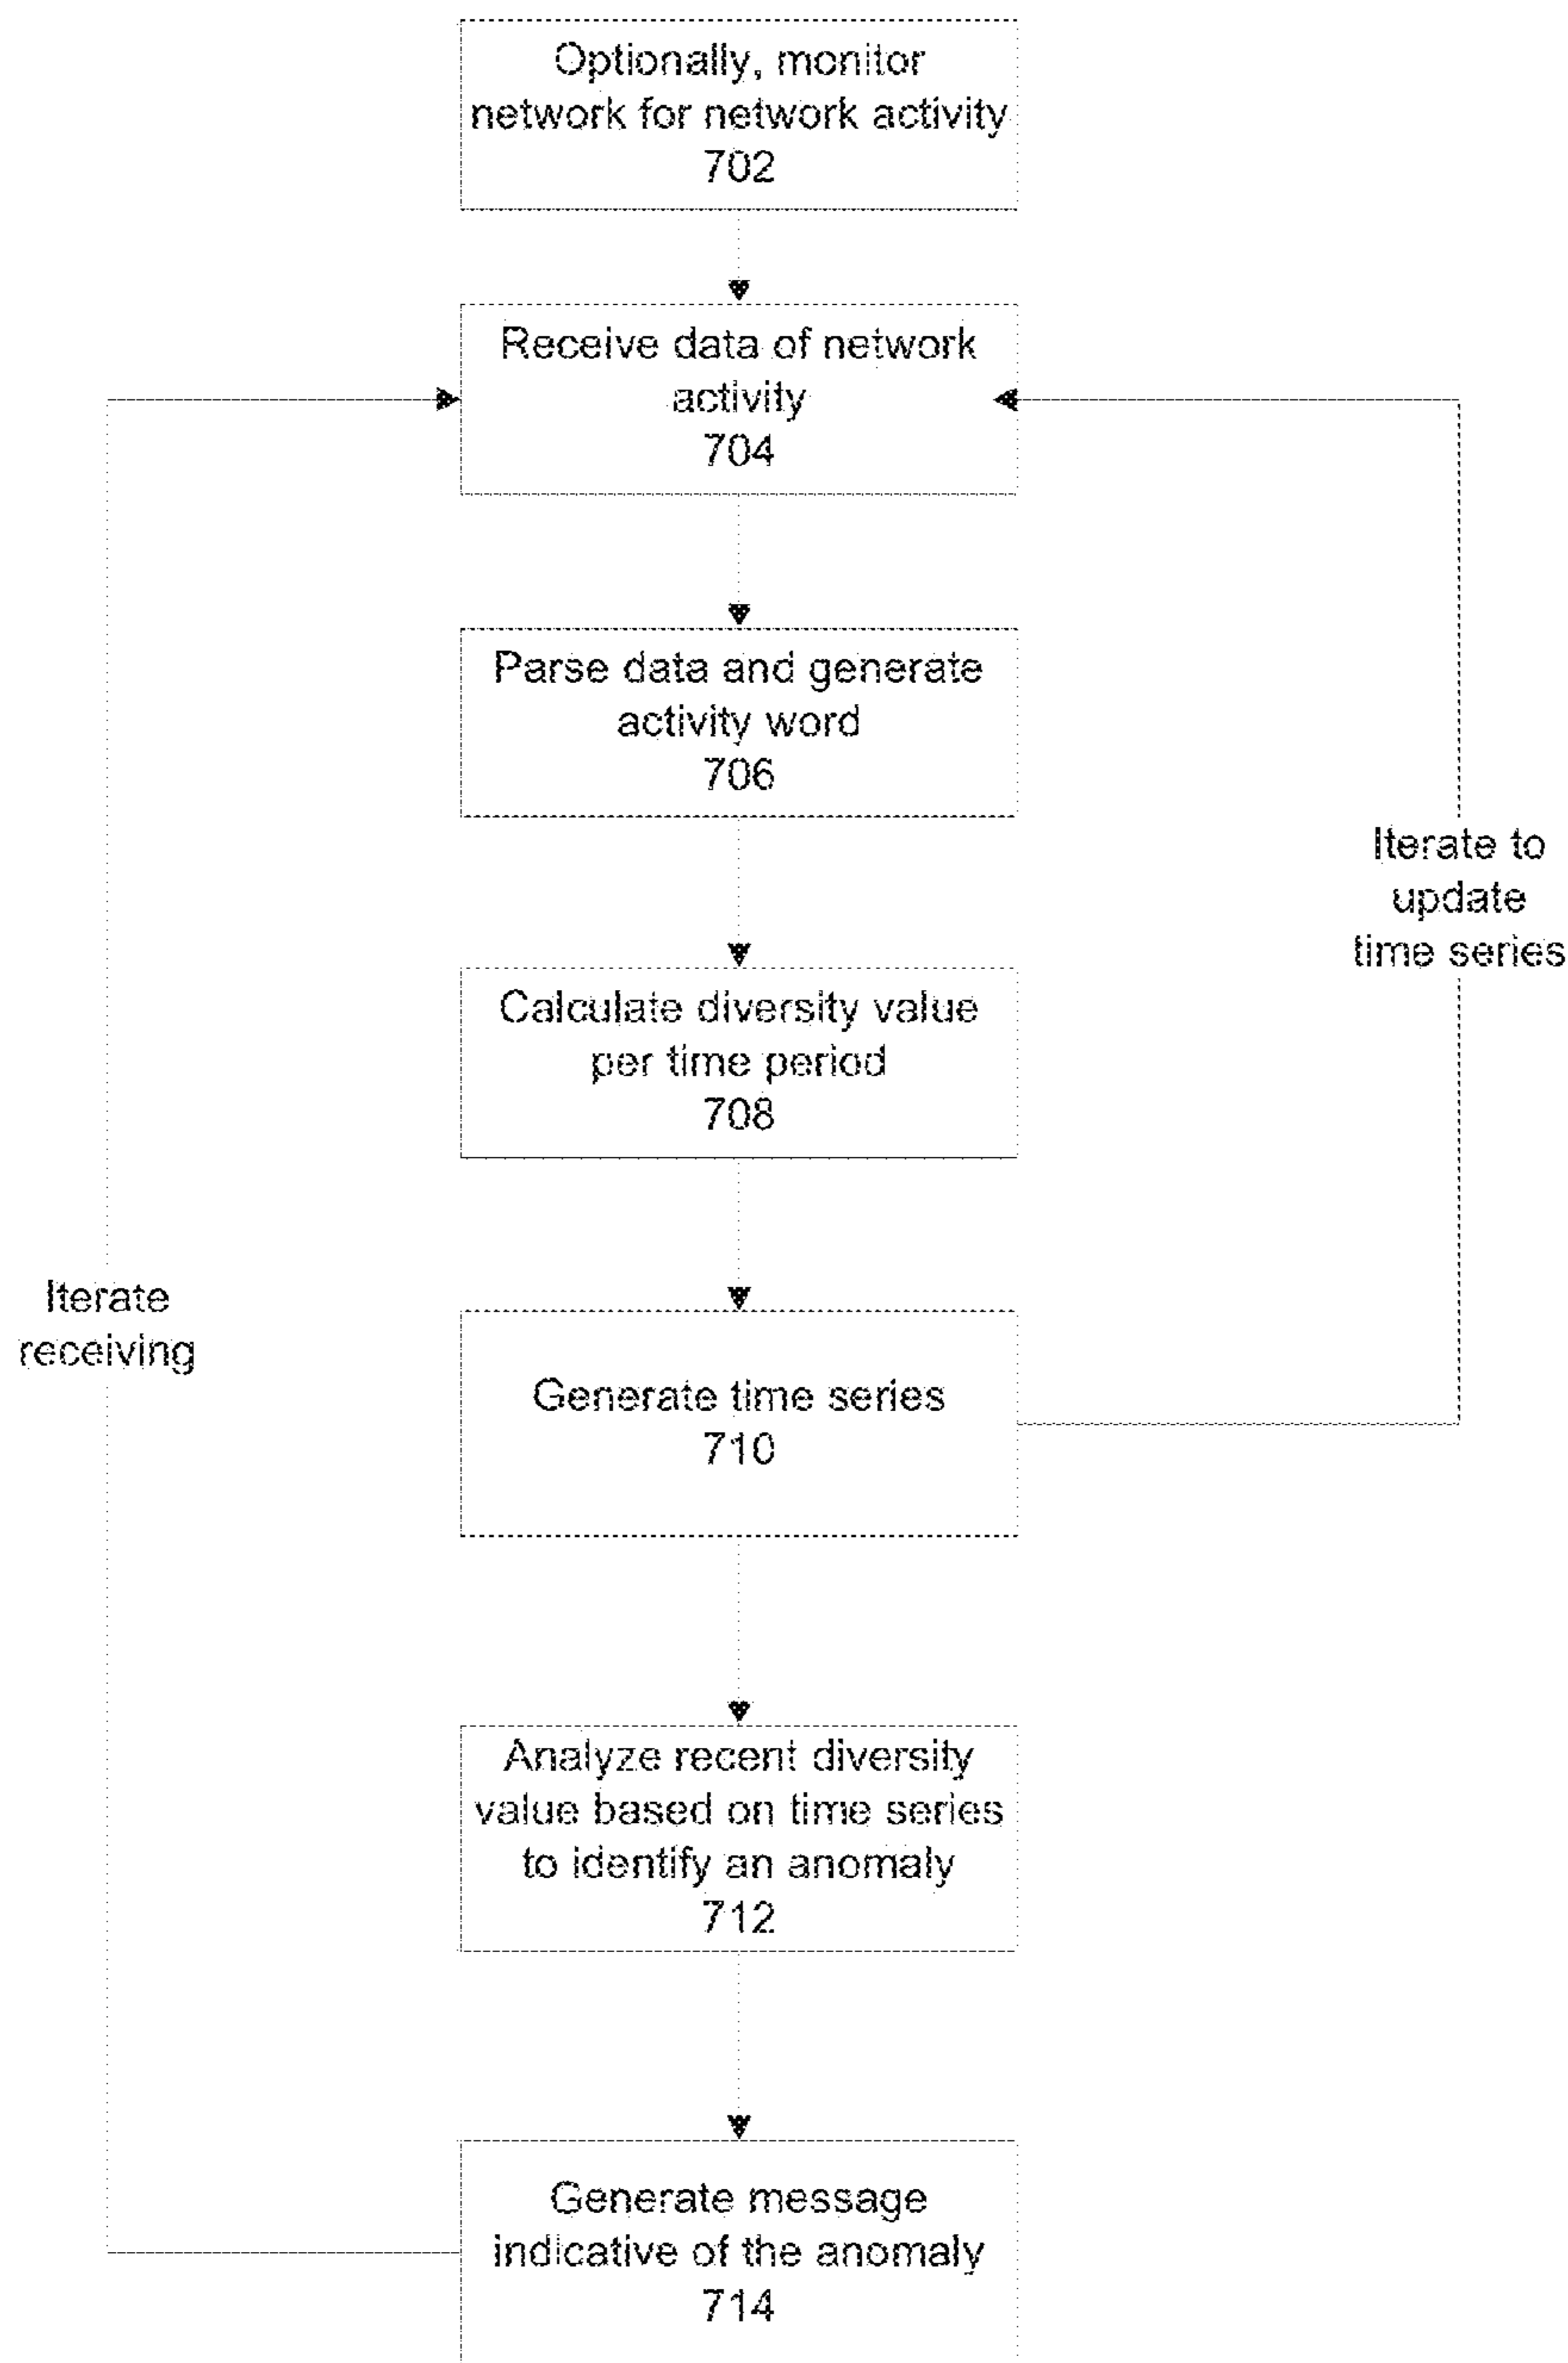 Optionally, monitor
network for network activity
702
Receive data of network
activity
704
Parse data and generate
activity word
706
Iterate to
update
time series
Calculate diversity value
per time period
708
Iterate
receiving
Generate time series
710
Analyze recent diversity
value based on time series
to identify an anomaly
712
Generate message
indicative of the anomaly
714